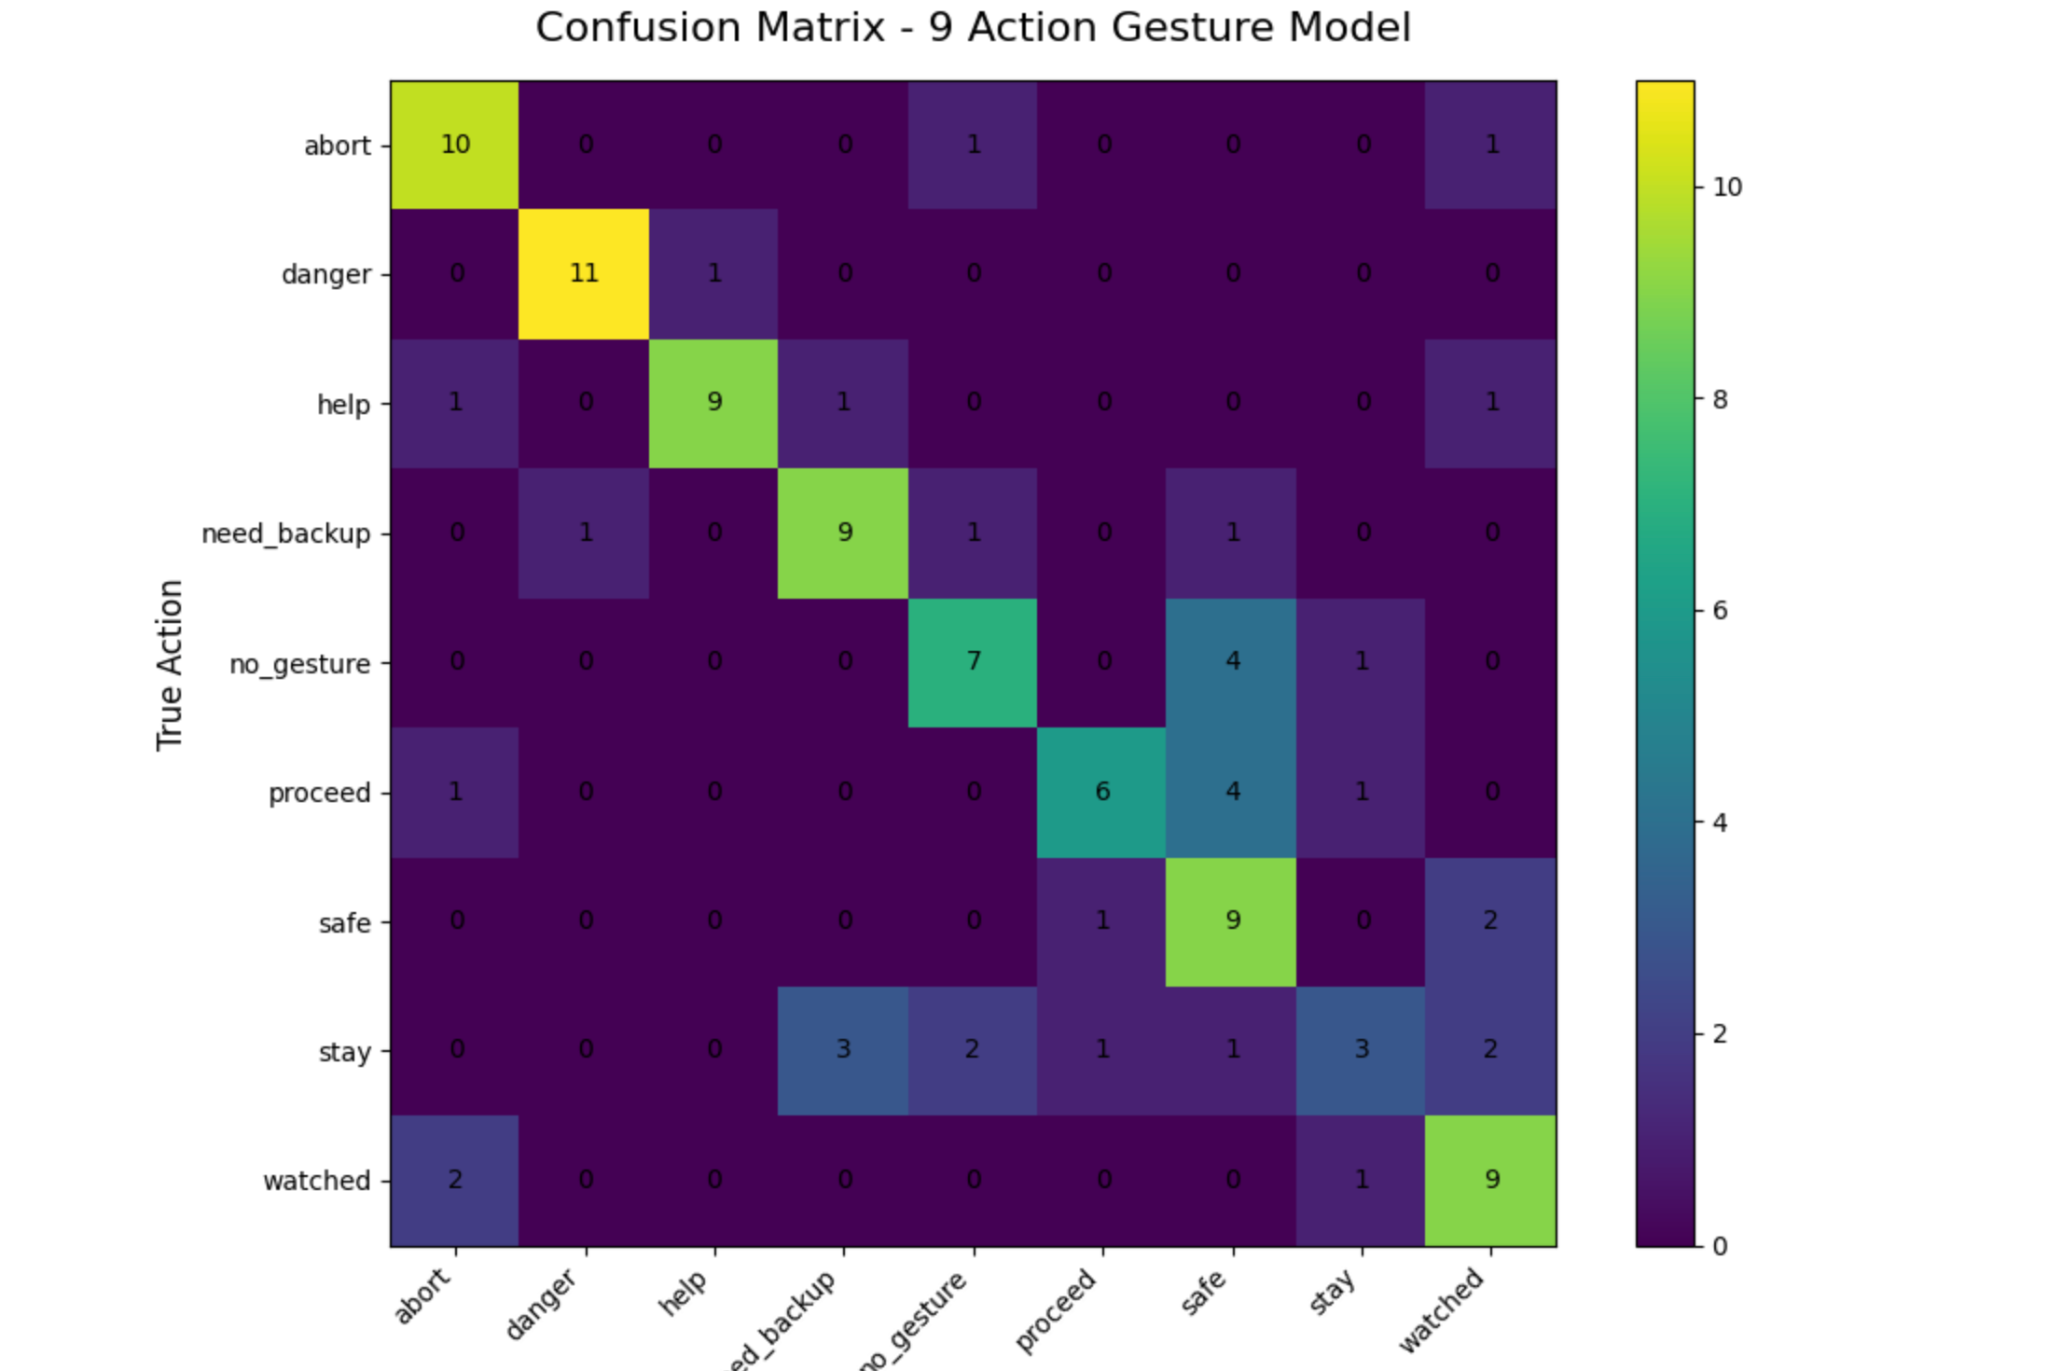 Confusion Matrix - 9 Action Gesture Model
True Action
abort 10 0 0 0 1 0 0 0 1
danger 0 11 1 0 0 0 0 0 0
help 1 0 9 1 0 0 0 0 1
need_backup 0 1 0 9 1 0 1 0 0
no_gesture 0 0 0 0 7 0 4 1 0
proceed 1 0 0 0 0 6 4 1 0
safe 0 0 0 0 0 1 9 0 2
stay 0 0 0 3 2 1 1 3 2
watched 2 0 0 0 0 0 0 1 9
abort danger help ed_backup no_gesture proceed safe stay watched
10
8
6
4
2
0